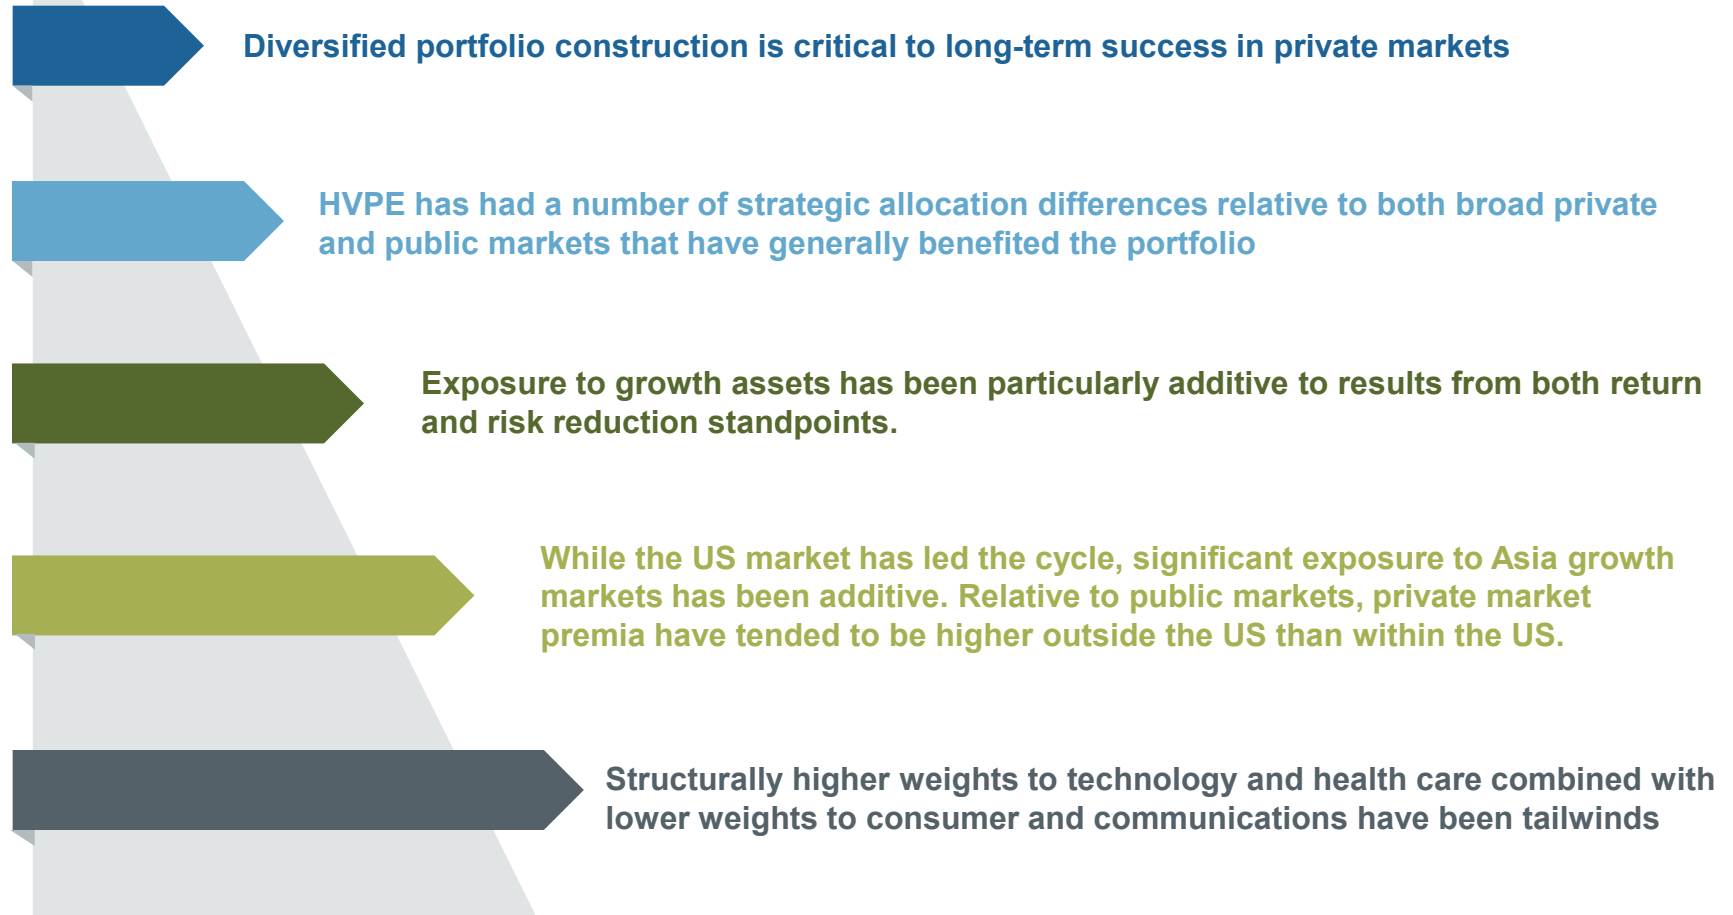 Diversified portfolio construction is critical to long-term success in private markets
HVPE has had a number of strategic allocation differences relative to both broad private
and public markets that have generally benefited the portfolio
Exposure to growth assets has been particularly additive to results from both return
and risk reduction standpoints.
While the US market has led the cycle, significant exposure to Asia growth
markets has been additive. Relative to public markets, private market
premia have tended to be higher outside the US than within the US.
Structurally higher weights to technology and health care combined with
lower weights to consumer and communications have been tailwinds